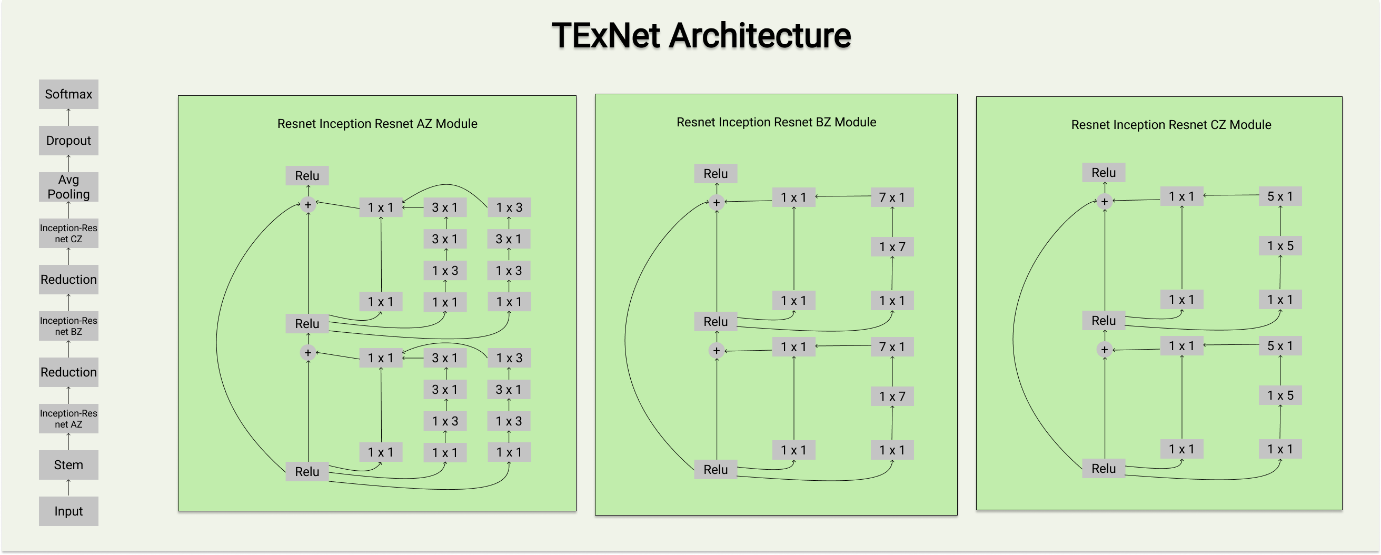 TExNet Architecture
Softmax
Dropout
Avg
Pooling
Inception-Res
net CZ
Reduction
Inception-Res
net BZ
Reduction
Inception-Res
net AZ
Stem
Input
Resnet Inception Resnet AZ Module
Relu
+
1 x 1
3 x 1
1 x 3
3 x 1
3 x 1
1 x 3
1 x 3
1 x 1
1 x 1
1 x 1
Relu
+
1 x 1
3 x 1
1 x 3
3 x 1
3 x 1
1 x 3
1 x 3
1 x 1
1 x 1
1 x 1
Relu
Resnet Inception Resnet BZ Module
Relu
+
1 x 1
7 x 1
1 x 7
1 x 1
1 x 1
Relu
+
1 x 1
7 x 1
1 x 7
1 x 1
1 x 1
Relu
Resnet Inception Resnet CZ Module
Relu
+
1 x 1
5 x 1
1 x 5
1 x 1
1 x 1
Relu
+
1 x 1
5 x 1
1 x 5
1 x 1
1 x 1
Relu